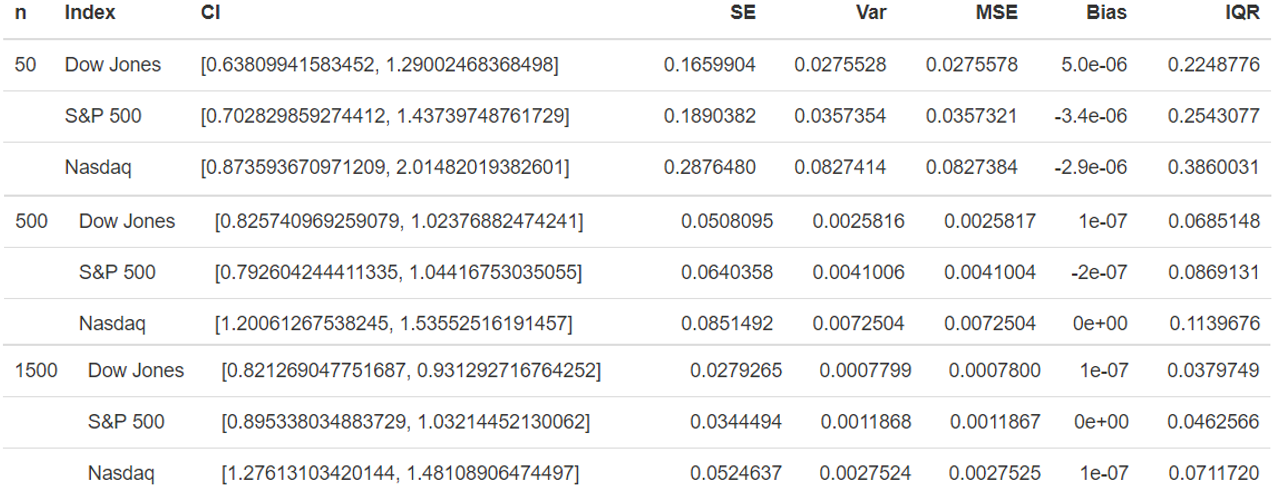 n Index CI SE Var MSE Bias IQR
50 Dow Jones [0.63809941583452, 1.29002468368498] 0.1659904 0.0275528 0.0275578 5.0e-06 0.2248776
S&P 500 [0.702829859274412, 1.43739748761729] 0.1890382 0.0357354 0.0357321 -3.4e-06 0.2543077
Nasdaq [0.873593670971209, 2.01482019382601] 0.2876480 0.0827414 0.0827384 -2.9e-06 0.3860031
500 Dow Jones [0.825740969259079, 1.02376882474241] 0.0508095 0.0025816 0.0025817 1e-07 0.0685148
S&P 500 [0.792604244411335, 1.04416753035055] 0.0640358 0.0041006 0.0041004 -2e-07 0.0869131
Nasdaq [1.20061267538245, 1.53552516191457] 0.0851492 0.0072504 0.0072504 0e+00 0.1139676
1500 Dow Jones [0.821269047751687, 0.931292716764252] 0.0279265 0.0007799 0.0007800 1e-07 0.0379749
S&P 500 [0.895338034883729, 1.03214452130062] 0.0344494 0.0011868 0.0011867 0e+00 0.0462566
Nasdaq [1.27613103420144, 1.48108906474497] 0.0524637 0.0027524 0.0027525 1e-07 0.0711720